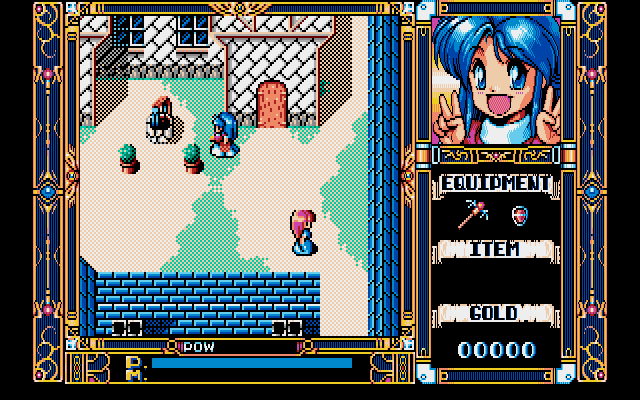 EQUIPMENT
ITEM
GOLD
00000
POW
P.
M.